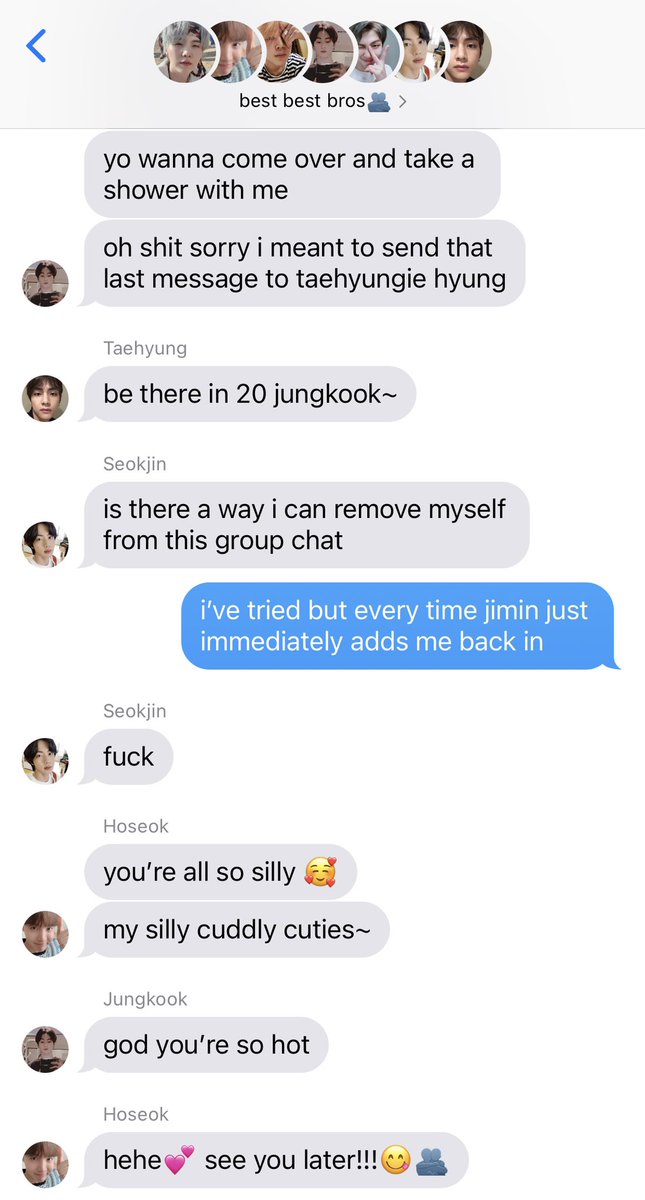 best best bros🫂
yo wanna come over and take a
shower with me
oh shit sorry i meant to send that
last message to taehyungie hyung
Taehyung
be there in 20 jungkook~
Seokjin
is there a way i can remove myself
from this group chat
i’ve tried but every time jimin just
immediately adds me back in
Seokjin
fuck
Hoseok
you’re all so silly 🥰
my silly cuddly cuties~
Jungkook
god you’re so hot
Hoseok
hehe💕 see you later!!!😋🫂